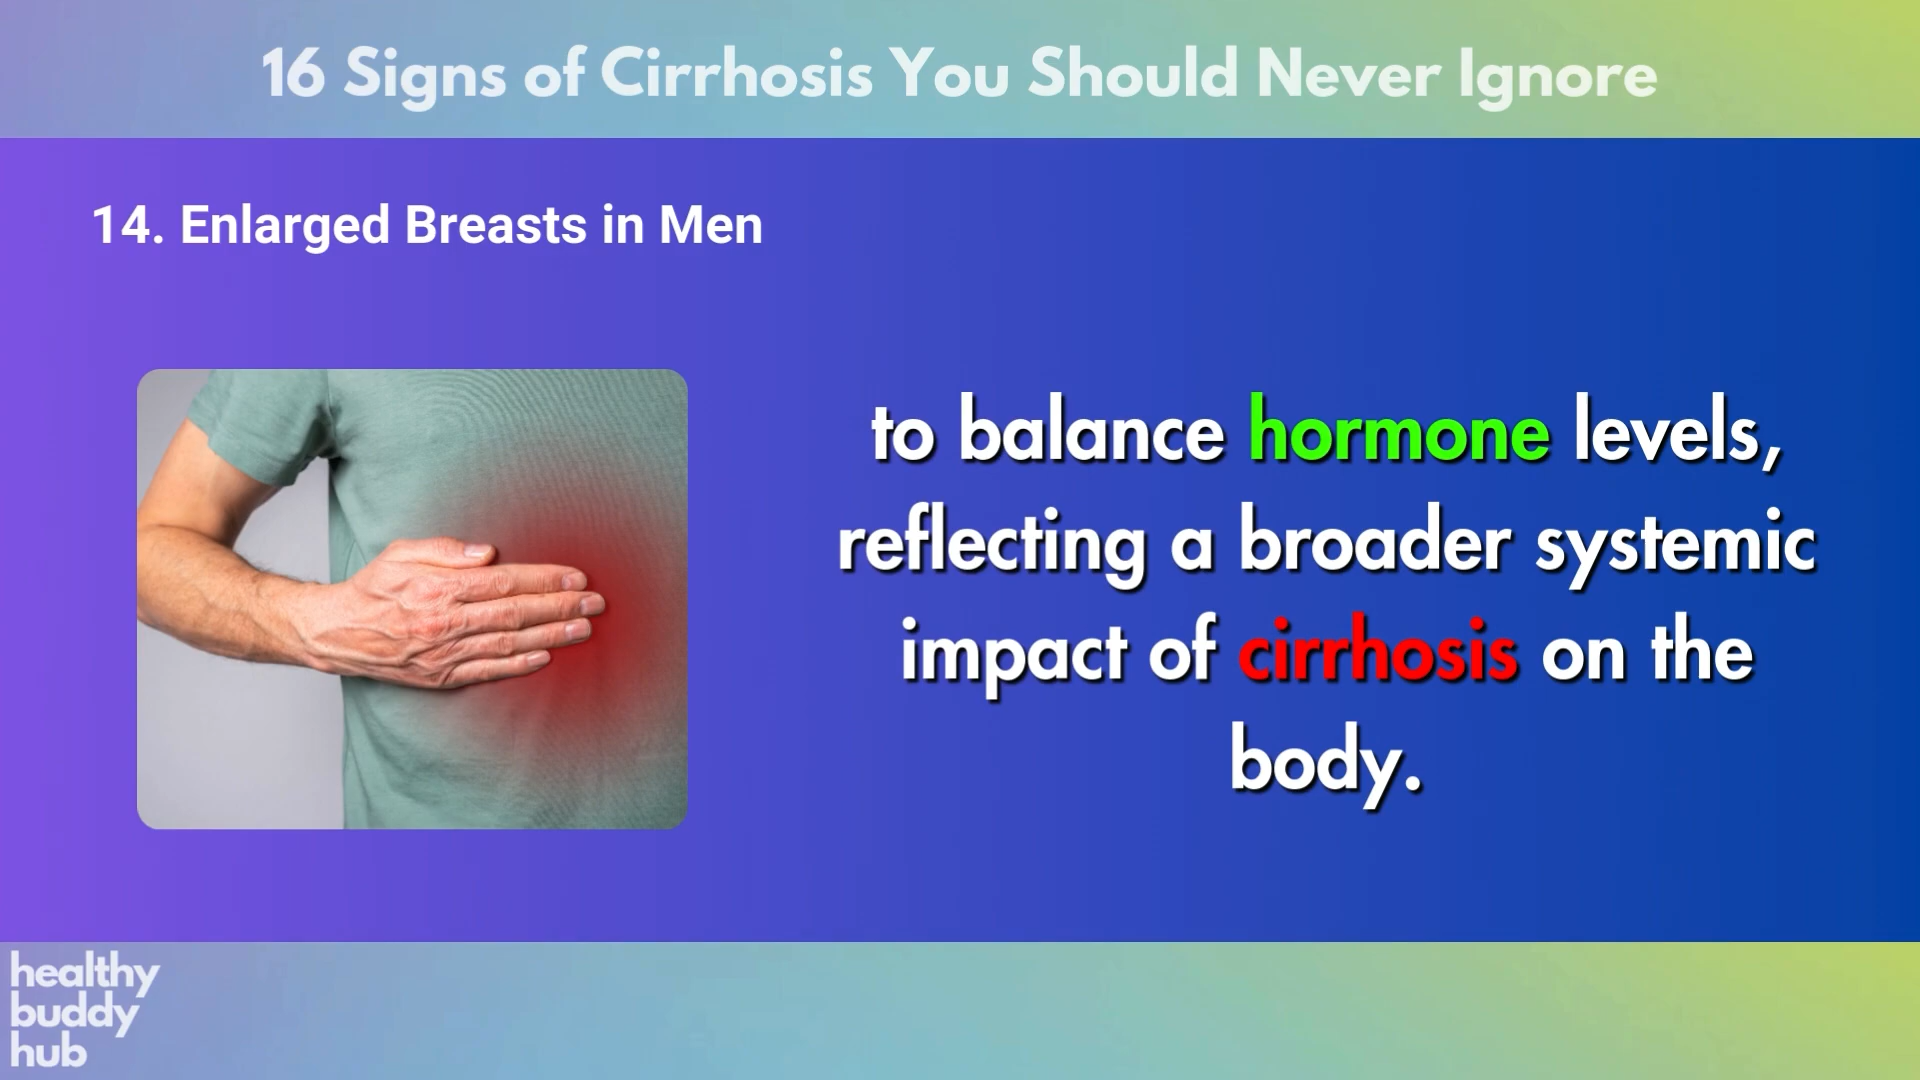 16 Signs of Cirrhosis You Should Never Ignore
14. Enlarged Breasts in Men
to balance hormone levels,
reflecting a broader systemic
impact of cirrhosis on the
body.
healthy
buddy
hub